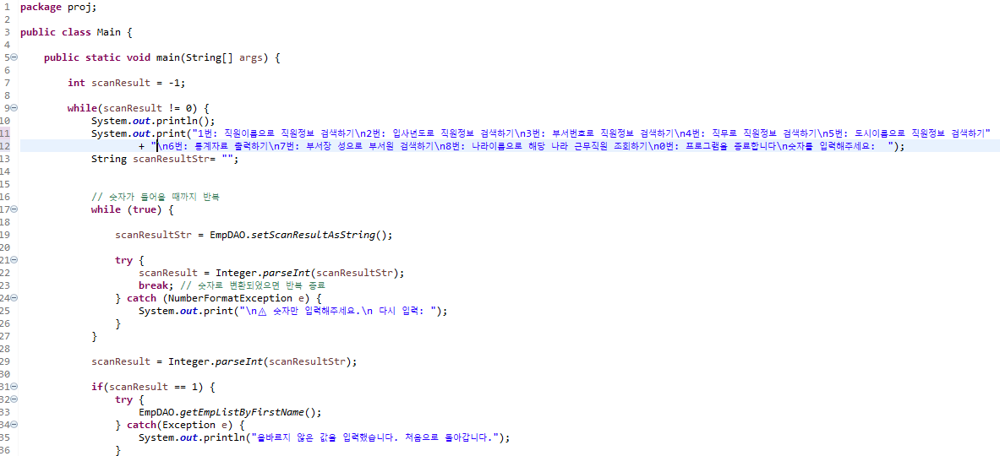 1 package proj;
2
3 public class Main {
4
5 public static void main(String[] args) {
6
7 int scanResult = -1;
8
9 while(scanResult != 0) {
10 System.out.println();
11 System.out.print("1번: 직원이름으로 직원정보 검색하기\n2번: 입사년도로 직원정보 검색하기\n3번: 부서번호로 직원정보 검색하기\n4번: 직무로 직원정보 검색하기\n5번: 도시이름으로 직원정보 검색하기"
12 + "\n6번: 통계자료 출력하기\n7번: 부서장 성으로 부서원 검색하기\n8번: 나라이름으로 해당 나라 근무직원 조회하기\n0번: 프로그램을 종료합니다\n숫자를 입력해주세요:  ");
13 String scanResultStr= "";
14
15
16 // 숫자가 들어올 때까지 반복
17 while (true) {
18
19 scanResultStr = EmpDAO.setScanResultAsString();
20
21 try {
22 scanResult = Integer.parseInt(scanResultStr);
23 break; // 숫자로 변환되었으면 반복 종료
24 } catch (NumberFormatException e) {
25 System.out.print("\n⚠ 숫자만 입력해주세요.\n 다시 입력: ");
26 }
27 }
28
29 scanResult = Integer.parseInt(scanResultStr);
30
31 if(scanResult == 1) {
32 try {
33 EmpDAO.getEmpListByFirstName();
34 } catch(Exception e) {
35 System.out.println("올바르지 않은 값을 입력했습니다. 처음으로 돌아갑니다.");
36 }